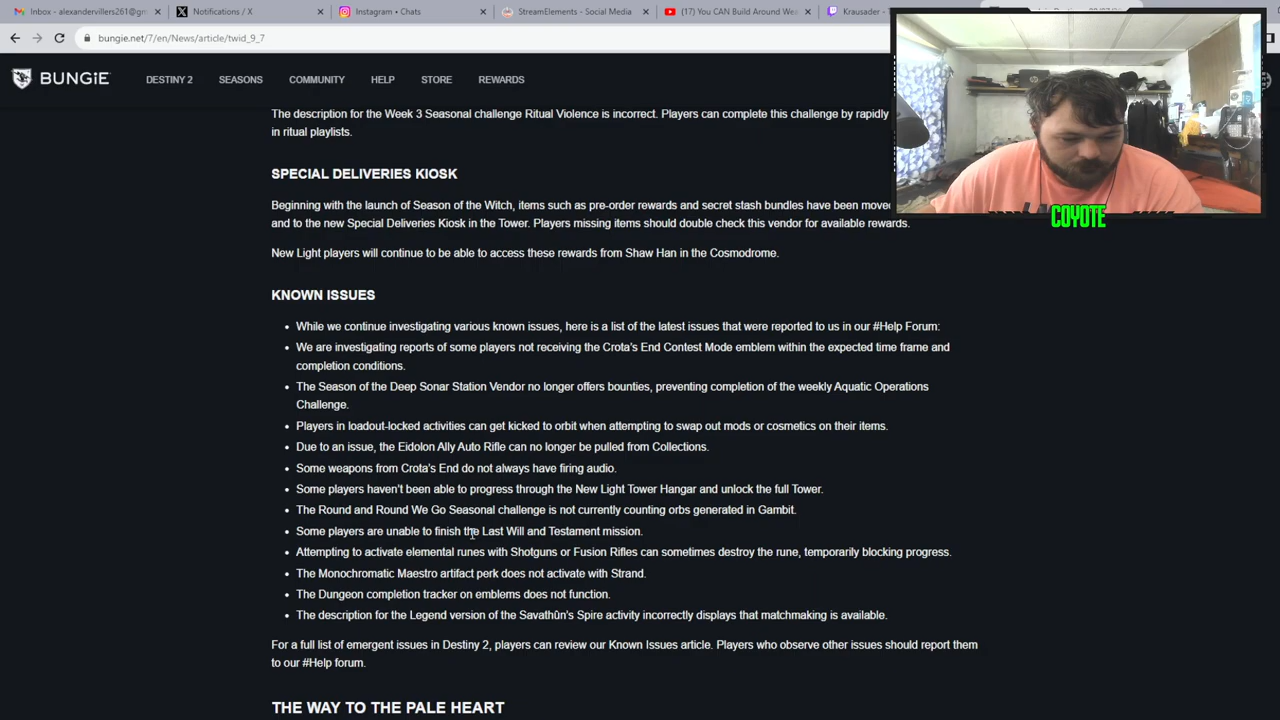 Inbox - alexandervillers261@gm
Notifications / X
Instagram • Chats
StreamElements - Social Media
(17) You CAN Build Around Wea
Krausader -
bungie.net/7/en/News/article/twid_9_7
BUNGiE
DESTINY 2
SEASONS
COMMUNITY
HELP
STORE
REWARDS
The description for the Week 3 Seasonal challenge Ritual Violence is incorrect. Players can complete this challenge by rapidly
in ritual playlists.
SPECIAL DELIVERIES KIOSK
Beginning with the launch of Season of the Witch, items such as pre-order rewards and secret stash bundles have been moved
and to the new Special Deliveries Kiosk in the Tower. Players missing items should double check this vendor for available rewards.
COYOTE
New Light players will continue to be able to access these rewards from Shaw Han in the Cosmodrome.
KNOWN ISSUES
• While we continue investigating various known issues, here is a list of the latest issues that were reported to us in our #Help Forum:
• We are investigating reports of some players not receiving the Crota's End Contest Mode emblem within the expected time frame and
completion conditions.
• The Season of the Deep Sonar Station Vendor no longer offers bounties, preventing completion of the weekly Aquatic Operations
Challenge.
• Players in loadout-locked activities can get kicked to orbit when attempting to swap out mods or cosmetics on their items.
• Due to an issue, the Eidolon Ally Auto Rifle can no longer be pulled from Collections.
• Some weapons from Crota's End do not always have firing audio.
• Some players haven't been able to progress through the New Light Tower Hangar and unlock the full Tower.
• The Round and Round We Go Seasonal challenge is not currently counting orbs generated in Gambit.
• Some players are unable to finish the Last Will and Testament mission.
• Attempting to activate elemental runes with Shotguns or Fusion Rifles can sometimes destroy the rune, temporarily blocking progress.
• The Monochromatic Maestro artifact perk does not activate with Strand.
• The Dungeon completion tracker on emblems does not function.
• The description for the Legend version of the Savathûn's Spire activity incorrectly displays that matchmaking is available.
For a full list of emergent issues in Destiny 2, players can review our Known Issues article. Players who observe other issues should report them
to our #Help forum.
THE WAY TO THE PALE HEART